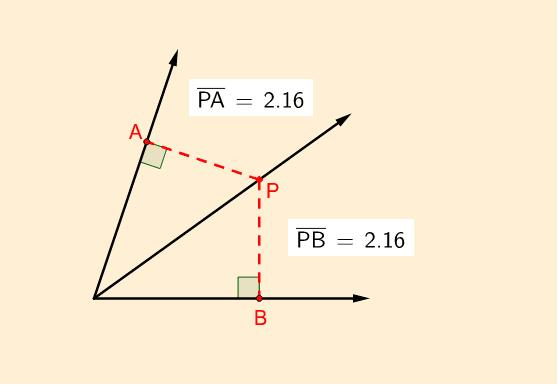 PA = 2.16
A
P
PB = 2.16
B